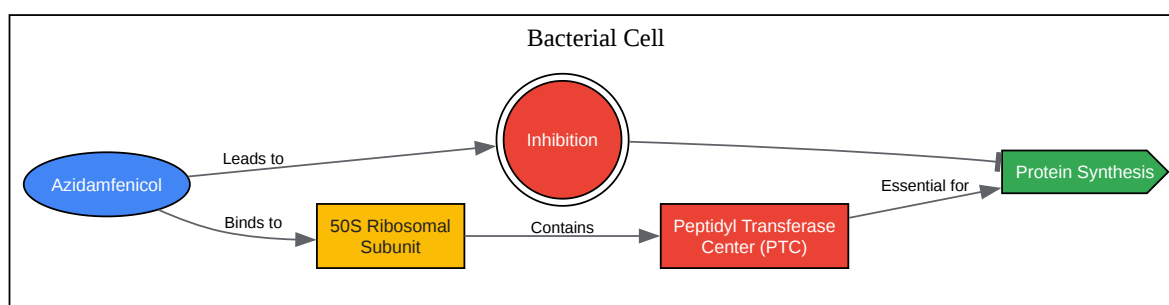 Bacterial Cell
Inhibition
Leads to
Azidamfenicol
Protein Synthesis
Essential for
Binds to
50S Ribosomal
Subunit
Contains
Peptidyl Transferase
Center (PTC)